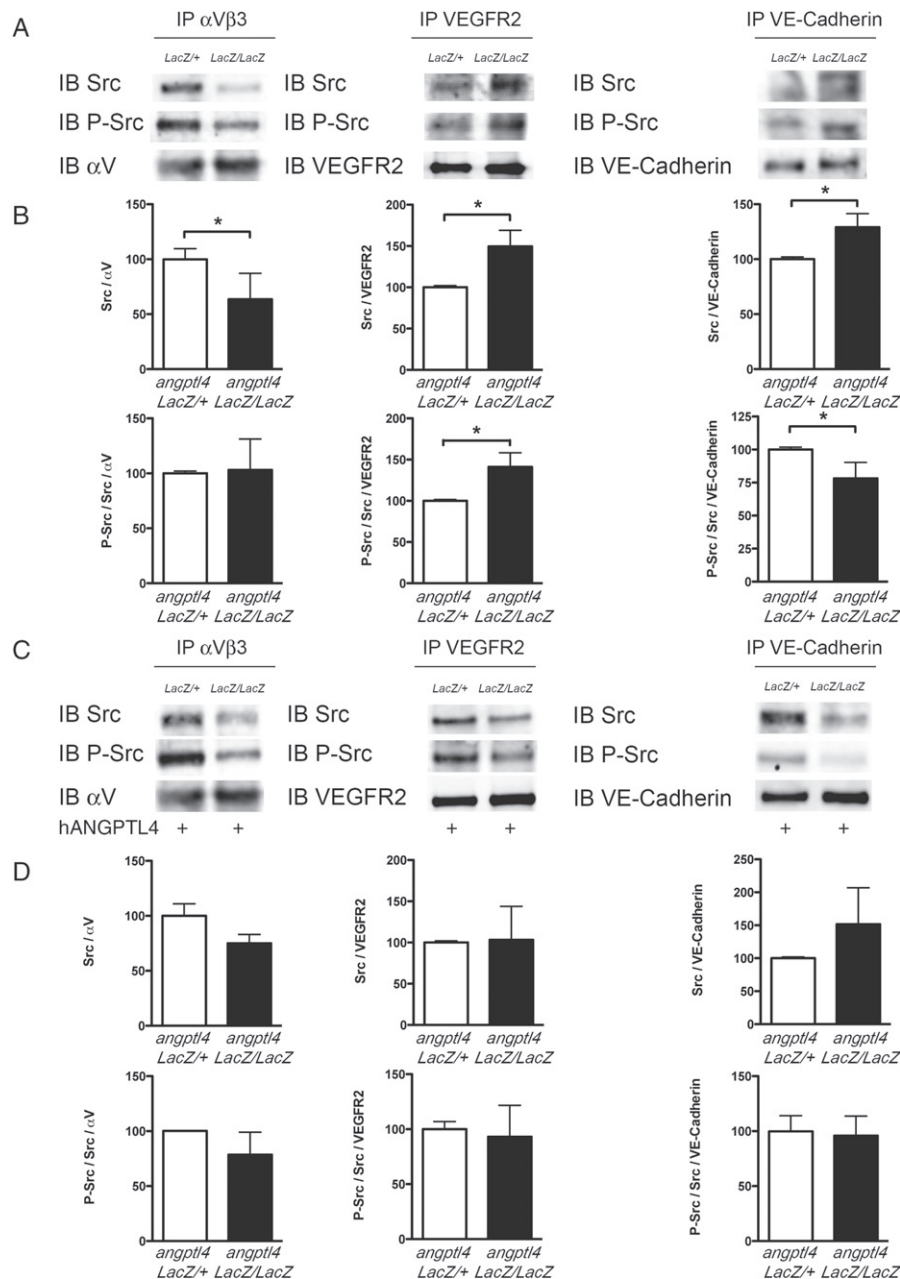 A
IP αVβ3 IP VEGFR2 IP VE-Cadherin
LacZ/+ LacZ/LacZ LacZ/+ LacZ/LacZ LacZ/+ LacZ/LacZ
IB Src IB Src IB Src
IB P-Src IB P-Src IB P-Src
IB αV IB VEGFR2 IB VE-Cadherin
B
Src / αV
150
100
50
0
*
angptl4 angptl4
LacZ/+ LacZ/LacZ
Src / VEGFR2
200
150
100
50
0
*
angptl4 angptl4
LacZ/+ LacZ/LacZ
Src / VE-Cadherin
150
100
50
0
*
angptl4 angptl4
LacZ/+ LacZ/LacZ
P-Src / Src / αV
150
100
50
0
angptl4 angptl4
LacZ/+ LacZ/LacZ
P-Src / Src / VEGFR2
200
150
100
50
0
*
angptl4 angptl4
LacZ/+ LacZ/LacZ
P-Src / Src / VE-Cadherin
125
100
75
50
25
0
*
angptl4 angptl4
LacZ/+ LacZ/LacZ
C
IP αVβ3 IP VEGFR2 IP VE-Cadherin
LacZ/+ LacZ/LacZ LacZ/+ LacZ/LacZ LacZ/+ LacZ/LacZ
IB Src IB Src IB Src
IB P-Src IB P-Src IB P-Src
IB αV IB VEGFR2 IB VE-Cadherin
hANGPTL4 + + + + + +
D
Src / αV
150
100
50
0
angptl4 angptl4
LacZ/+ LacZ/LacZ
Src / VEGFR2
200
150
100
50
0
angptl4 angptl4
LacZ/+ LacZ/LacZ
Src / VE-Cadherin
250
200
150
100
50
0
angptl4 angptl4
LacZ/+ LacZ/LacZ
P-Src / Src / αV
150
100
50
0
angptl4 angptl4
LacZ/+ LacZ/LacZ
P-Src / Src / VEGFR2
150
100
50
0
angptl4 angptl4
LacZ/+ LacZ/LacZ
P-Src / Src / VE-Cadherin
150
100
50
0
angptl4 angptl4
LacZ/+ LacZ/LacZ